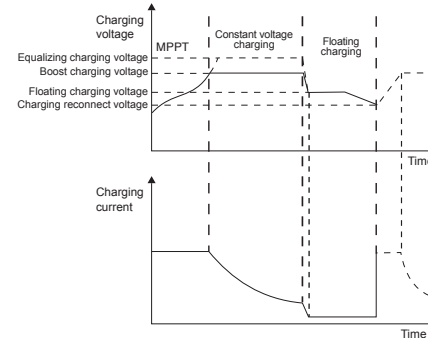 Charging
voltage
MPPT
Constant voltage
charging
Floating
charging
Equalizing charging voltage
Boost charging voltage
Floating charging voltage
Charging reconnect voltage
Time
Charging
current
Time